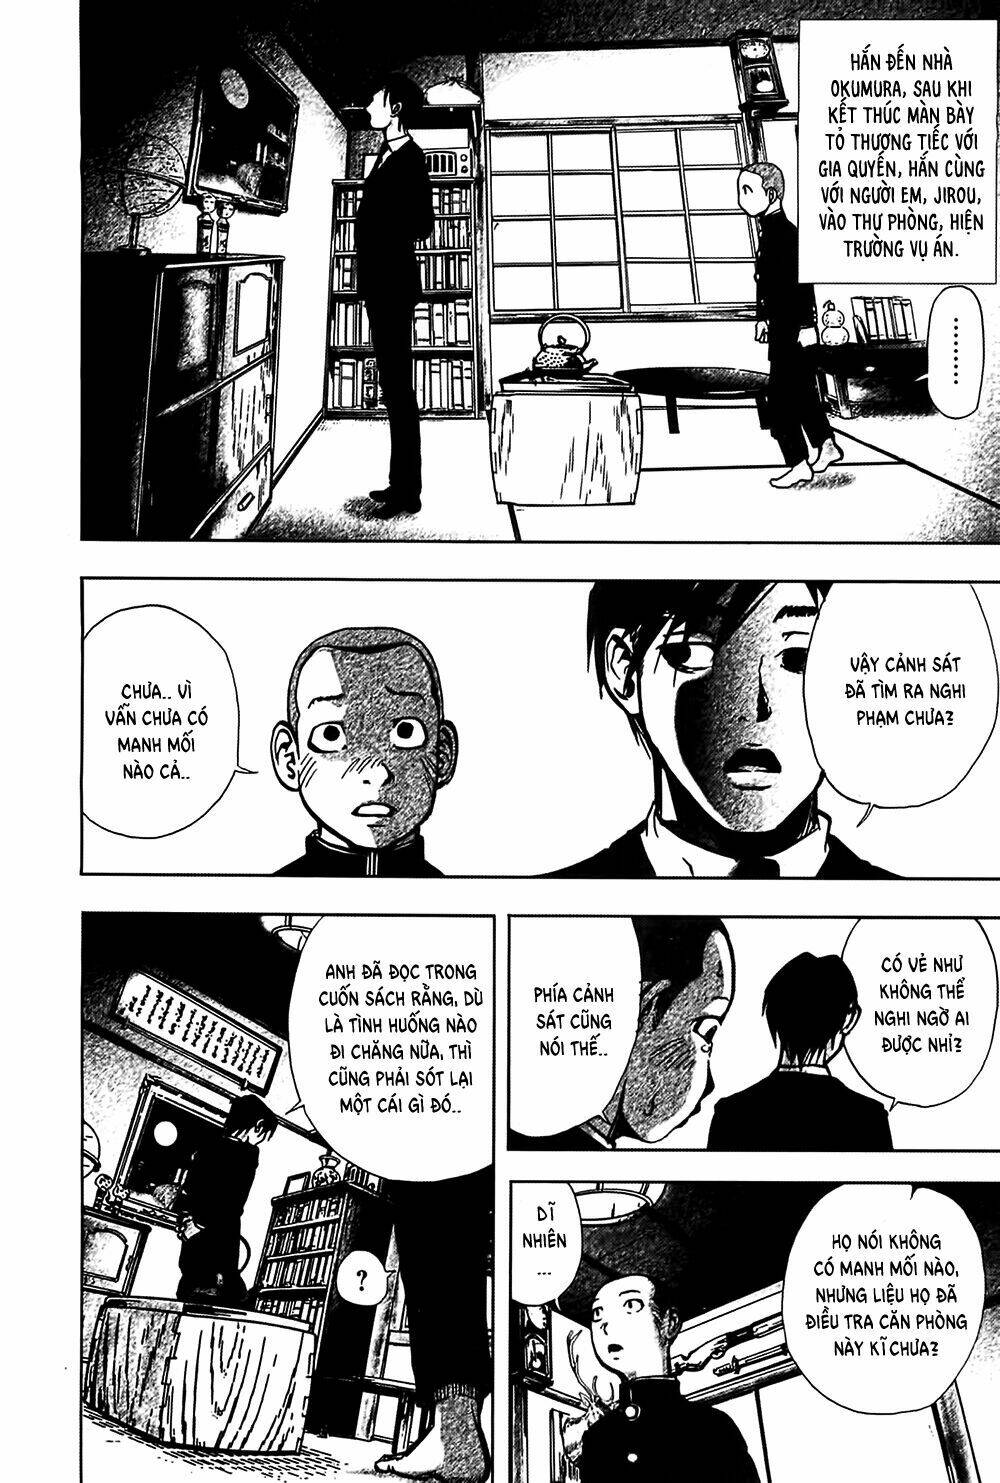 HẮN ĐẾN NHÀ
OKUMURA, SAU KHI
KẾT THÚC MÀN BÀY
TỎ THƯƠNG TIẾC VỚI
GIA QUYẾN, HẮN CÙNG
VỚI NGƯỜI EM, JIROU,
VÀO THƯ PHÒNG, HIỆN
TRƯỜNG VỤ ÁN.
.........
VẬY CẢNH SÁT
ĐÃ TÌM RA NGHI
PHẠM CHƯA?
CHƯA.. VÌ
VẪN CHƯA CÓ
MANH MỐI
NÀO CẢ..
CÓ VẺ NHƯ
KHÔNG THỂ
NGHI NGỜ AI
ĐƯỢC NHỈ?
PHÍA CẢNH
SÁT CŨNG
NÓI THẾ..
HỌ NÓI KHÔNG
CÓ MANH MỐI NÀO,
NHƯNG LIỆU HỌ ĐÃ
ĐIỀU TRA CĂN PHÒNG
NÀY KĨ CHƯA?
DĨ
NHIÊN
...
ANH ĐÃ ĐỌC TRONG
CUỐN SÁCH RẰNG, DÙ
LÀ TÌNH HUỐNG NÀO
ĐI CHĂNG NỮA, THÌ
CŨNG PHẢI SÓT LẠI
MỘT CÁI GÌ ĐÓ..
?